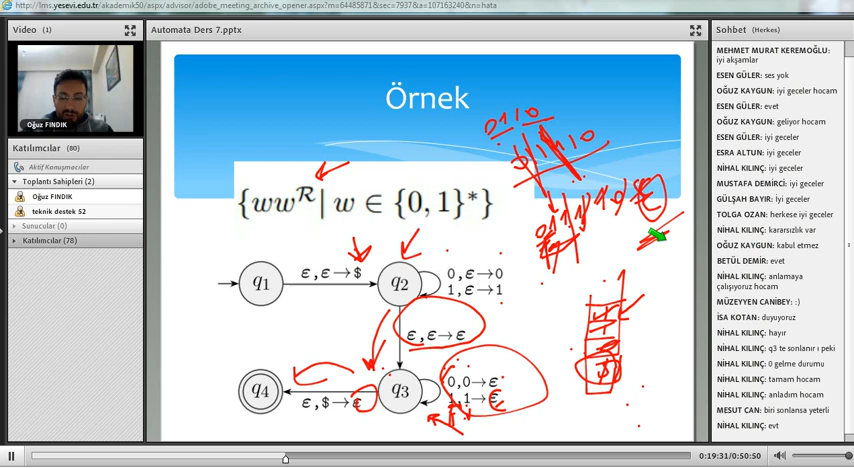 http://lms.yesevi.edu.tr/akademik50/aspx/advisor/adobe_meeting_archive_opener.aspx?m=64485871&sec=7937&a=107163240&n=hata
Video (1)
Oğuz FINDIK
Katılımcılar (80)
Aktif Konuşmacılar
Toplantı Sahipleri (2)
Oğuz FINDIK
teknik destek 52
Sunucular (0)
Katılımcılar (78)
Automata Ders 7.pptx
Örnek
0110
{wwᴿ| w ∈ {0,1}*}
q1
ε,ε→$
q2
0,ε→0
1,ε→1
ε,ε→ε
q4
ε,$→ε
q3
0,0→ε
1,1→ε
$
Sohbet (Herkes)
MEHMET MURAT KEREMOĞLU:
iyi akşamlar
ESEN GÜLER: ses yok
OĞUZ KAYGUN: iyi geceler hocam
ESEN GÜLER: evet
OĞUZ KAYGUN: geliyor hocam
ESEN GÜLER: iyi geceler
ESRA ALTUN: iyi geceler
NİHAL KILINÇ: iyi geceler
MUSTAFA DEMİRCİ: iyi geceler
GÜLŞAH BAYIR: İyi geceler
TOLGA OZAN: herkese iyi geceler
NİHAL KILINÇ: kararsızlık var
OĞUZ KAYGUN: kabul etmez
BETÜL DEMİR: evet
NİHAL KILINÇ: anlamaya
çalışıyoruz hocam
MÜZEYYEN CANİBEY: :)
İSA KOTAN: duyuyoruz
NİHAL KILINÇ: hayır
NİHAL KILINÇ: q3 te sonlanır ı peki
NİHAL KILINÇ: 0 gelme durumu
NİHAL KILINÇ: tamam hocam
NİHAL KILINÇ: anladım hocam
MESUT CAN: biri sonlansa yeterli
NİHAL KILINÇ: evt
0:19:31/0:50:50